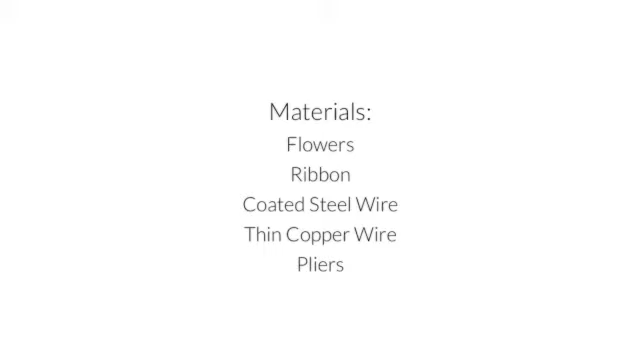 Materials:
Flowers
Ribbon
Coated Steel Wire
Thin Copper Wire
Pliers